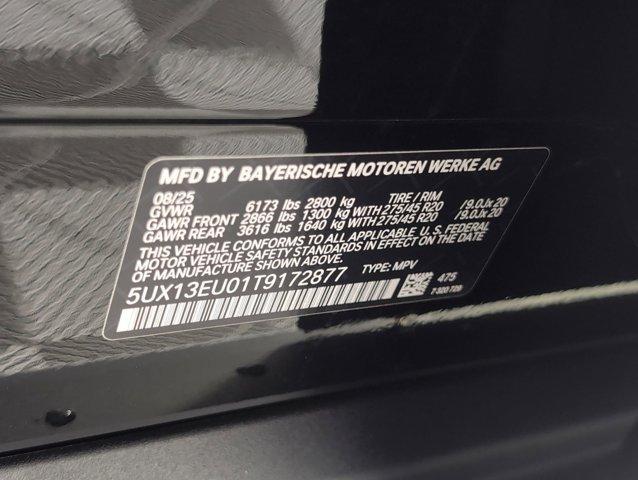 MFD BY BAYERISCHE MOTOREN WERKE AG
08/25
GVWR 6173 lbs 2800 kg TIRE / RIM
GAWR FRONT 2866 lbs 1300 kg WITH 275/45 R20 /9.0Jx20
GAWR REAR 3616 lbs 1640 kg WITH 275/45 R20 /9.0Jx20
THIS VEHICLE CONFORMS TO ALL APPLICABLE U.S. FEDERAL
MOTOR VEHICLE SAFETY STANDARDS IN EFFECT ON THE
DATE OF MANUFACTURE SHOWN ABOVE.
5UX13EU01T9172877 TYPE: MPV
475
7 320 726